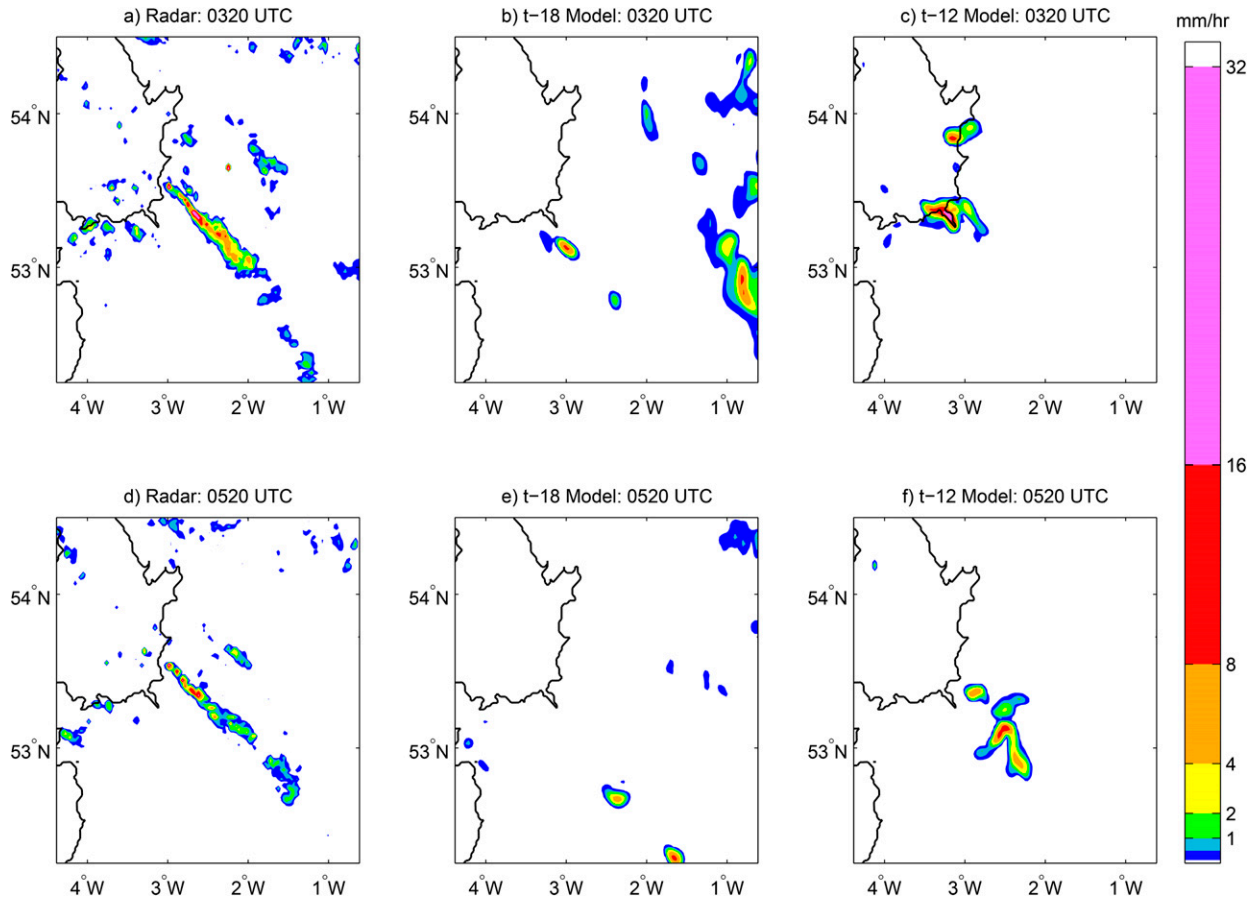 a) Radar: 0320 UTC
b) t−18 Model: 0320 UTC
c) t−12 Model: 0320 UTC
mm/hr
32
54°N
54°N
54°N
53°N
53°N
53°N
16
4°W 3°W 2°W 1°W
4°W 3°W 2°W 1°W
4°W 3°W 2°W 1°W
d) Radar: 0520 UTC
e) t−18 Model: 0520 UTC
f) t−12 Model: 0520 UTC
54°N
54°N
54°N
8
53°N
53°N
53°N
4
2
1
4°W 3°W 2°W 1°W
4°W 3°W 2°W 1°W
4°W 3°W 2°W 1°W